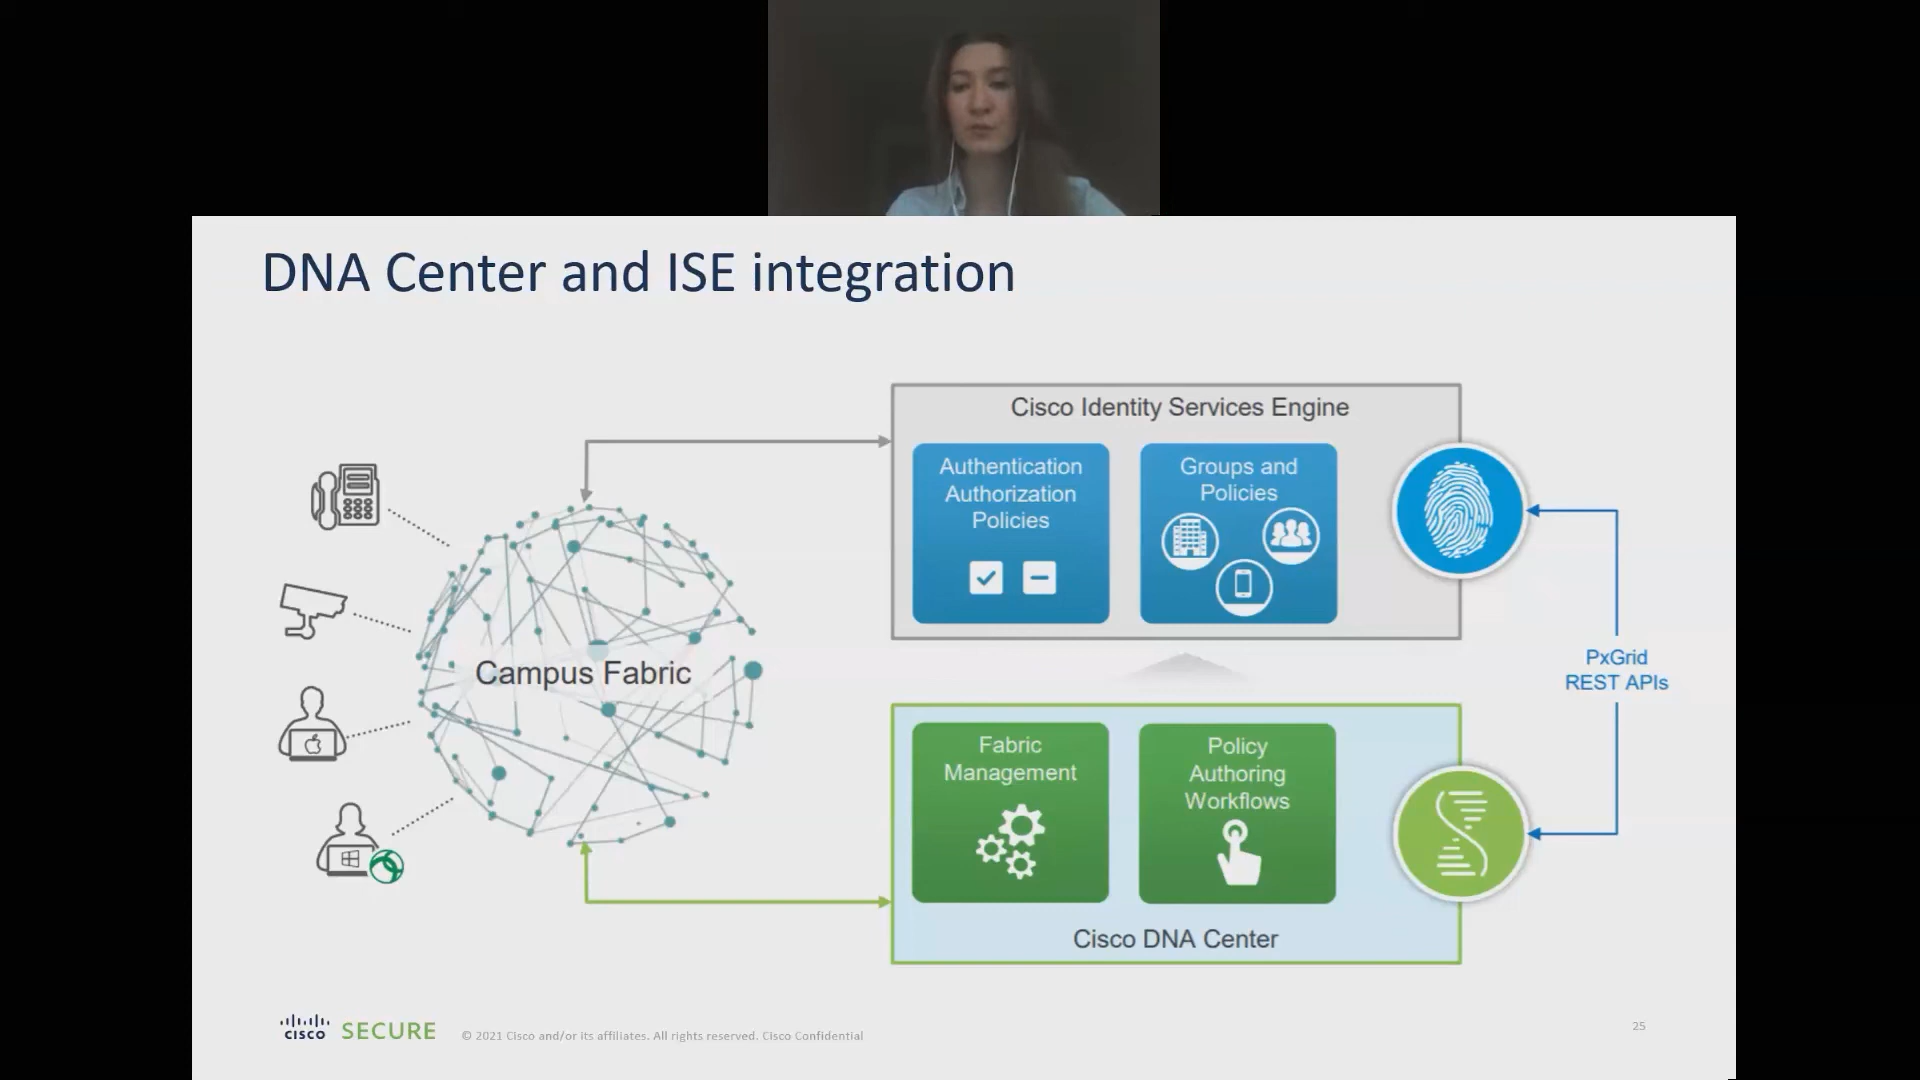 DNA Center and ISE integration
Cisco Identity Services Engine
Authentication
Authorization
Policies
Groups and
Policies
Campus Fabric
PxGrid
REST APIs
Fabric
Management
Policy
Authoring
Workflows
Cisco DNA Center
CISCO SECURE
© 2021 Cisco and/or its affiliates. All rights reserved. Cisco Confidential
25